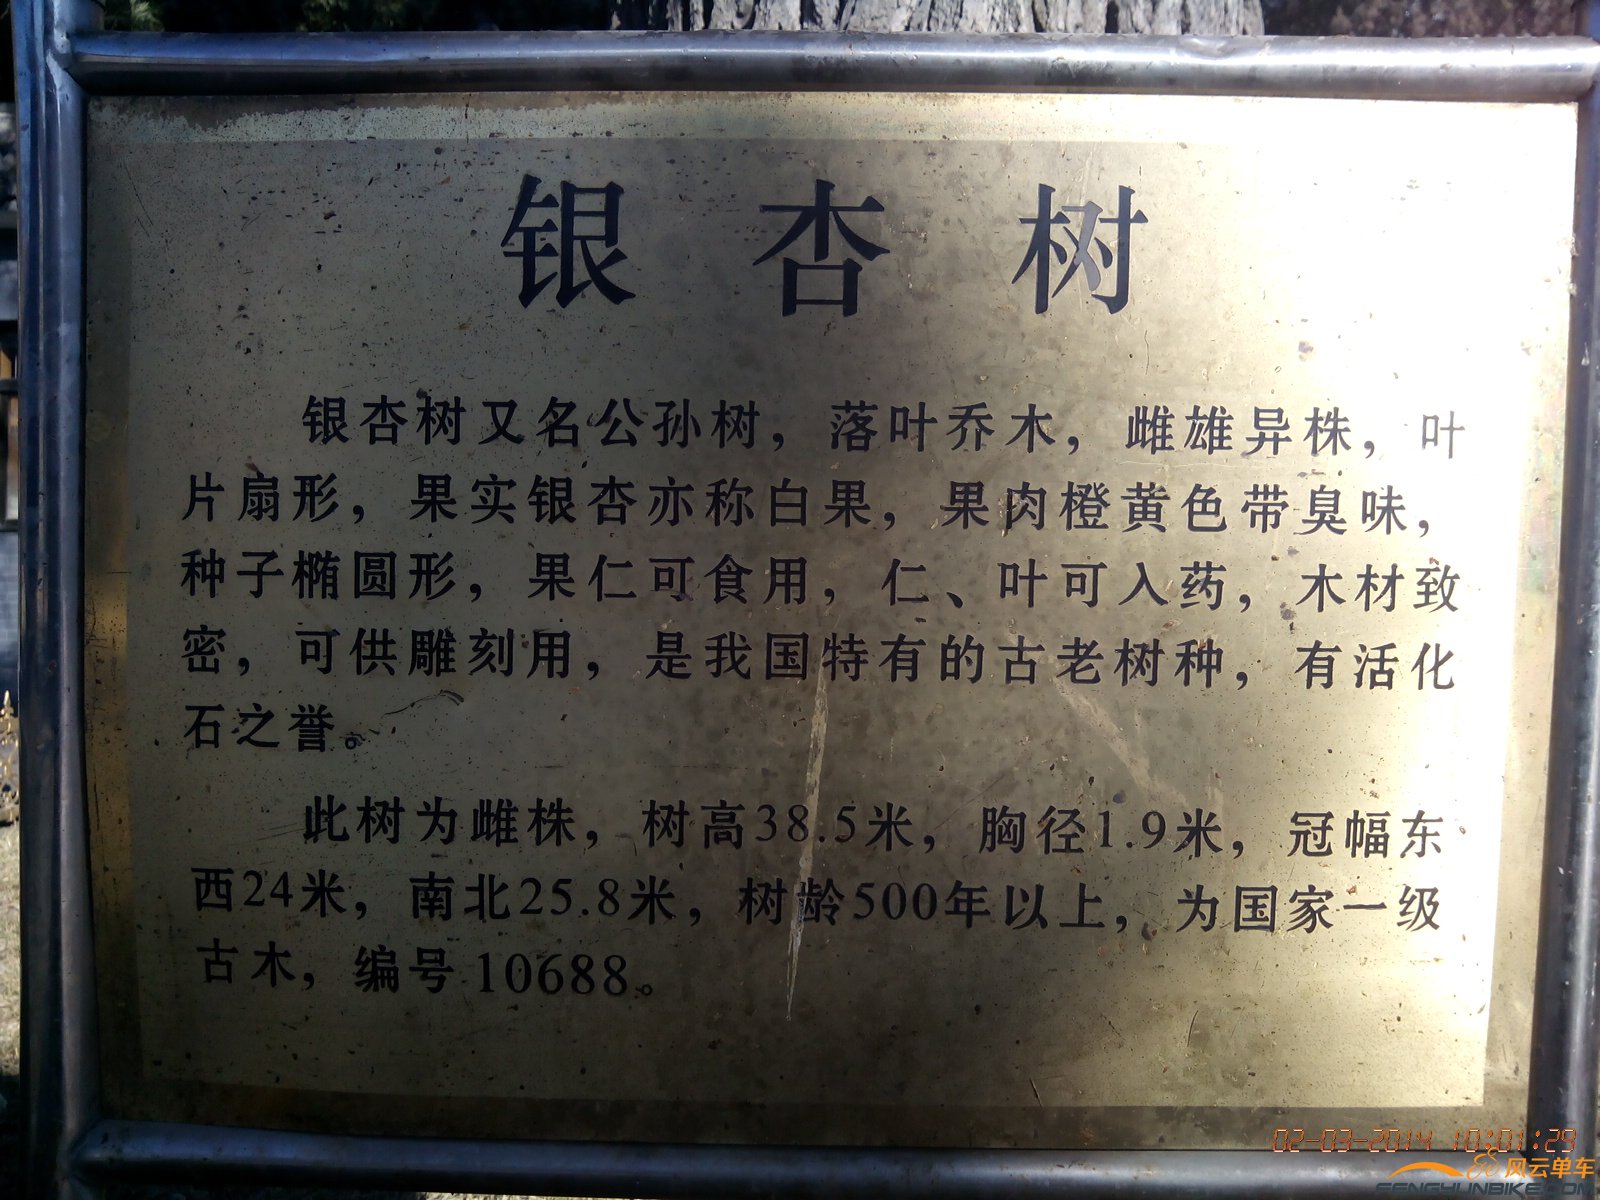 银杏树
银杏树又名公孙树，落叶乔木，雌雄异株，叶
片扇形，果实银杏亦称白果，果肉橙黄色带臭味，
种子椭圆形，果仁可食用，仁、叶可入药，木材致
密，可供雕刻用，是我国特有的古老树种，有活化
石之誉。
此树为雌株，树高38.5米，胸径1.9米，冠幅东
西24米，南北25.8米，树龄500年以上，为国家一级
古木，编号10688。
02-03-2014 10:01:29
风云单车
FENGYUNBIKE.COM